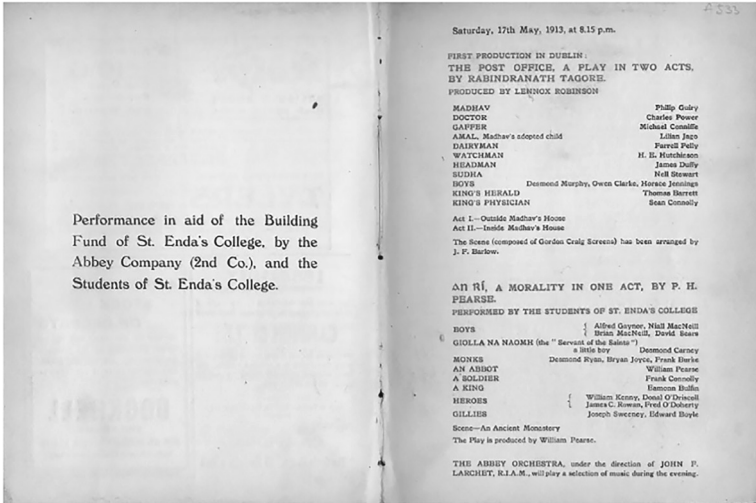 Performance in aid of the Building
Fund of St. Enda's College, by the
Abbey Company (2nd Co.), and the
Students of St. Enda's College.
A533
Saturday, 17th May, 1913, at 8.15 p.m.
FIRST PRODUCTION IN DUBLIN:
THE POST OFFICE, A PLAY IN TWO ACTS,
BY RABINDRANATH TAGORE.
PRODUCED BY LENNOX ROBINSON
MADHAV Philip Guiry
DOCTOR Charles Power
GAFFER Michael Conniffe
AMAL, Madhav's adopted child Lilian Jago
DAIRYMAN Farrell Pelly
WATCHMAN H. E. Hutchinson
HEADMAN James Duffy
SUDHA Nell Stewart
BOYS Desmond Murphy, Owen Clarke, Horace Jennings
KING'S HERALD Thomas Barrett
KING'S PHYSICIAN Sean Connolly
Act I.—Outside Madhav's House
Act II.—Inside Madhav's House
The Scene (composed of Gordon Craig Screens) has been arranged by
J. F. Barlow.
An Rí, A MORALITY IN ONE ACT, BY P. H.
PEARSE.
PERFORMED BY THE STUDENTS OF ST. ENDA'S COLLEGE
BOYS { Alfred Gaynor, Niall MacNeill
{ Brian MacNeill, David Sears
GIOLLA NA NAOMH (the "Servant of the Saints")
a little boy Desmond Carney
MONKS Desmond Ryan, Bryan Joyce, Frank Burke
AN ABBOT William Pearse
A SOLDIER Frank Connolly
A KING Eamonn Bulfin
HEROES { William Kenny, Donal O'Driscoll
{ James C. Rowan, Fred O'Doherty
GILLIES Joseph Sweeney, Edward Boyle
Scene—An Ancient Monastery
The Play is produced by William Pearse.
THE ABBEY ORCHESTRA, under the direction of JOHN F.
LARCHET, R.I.A.M., will play a selection of music during the evening.